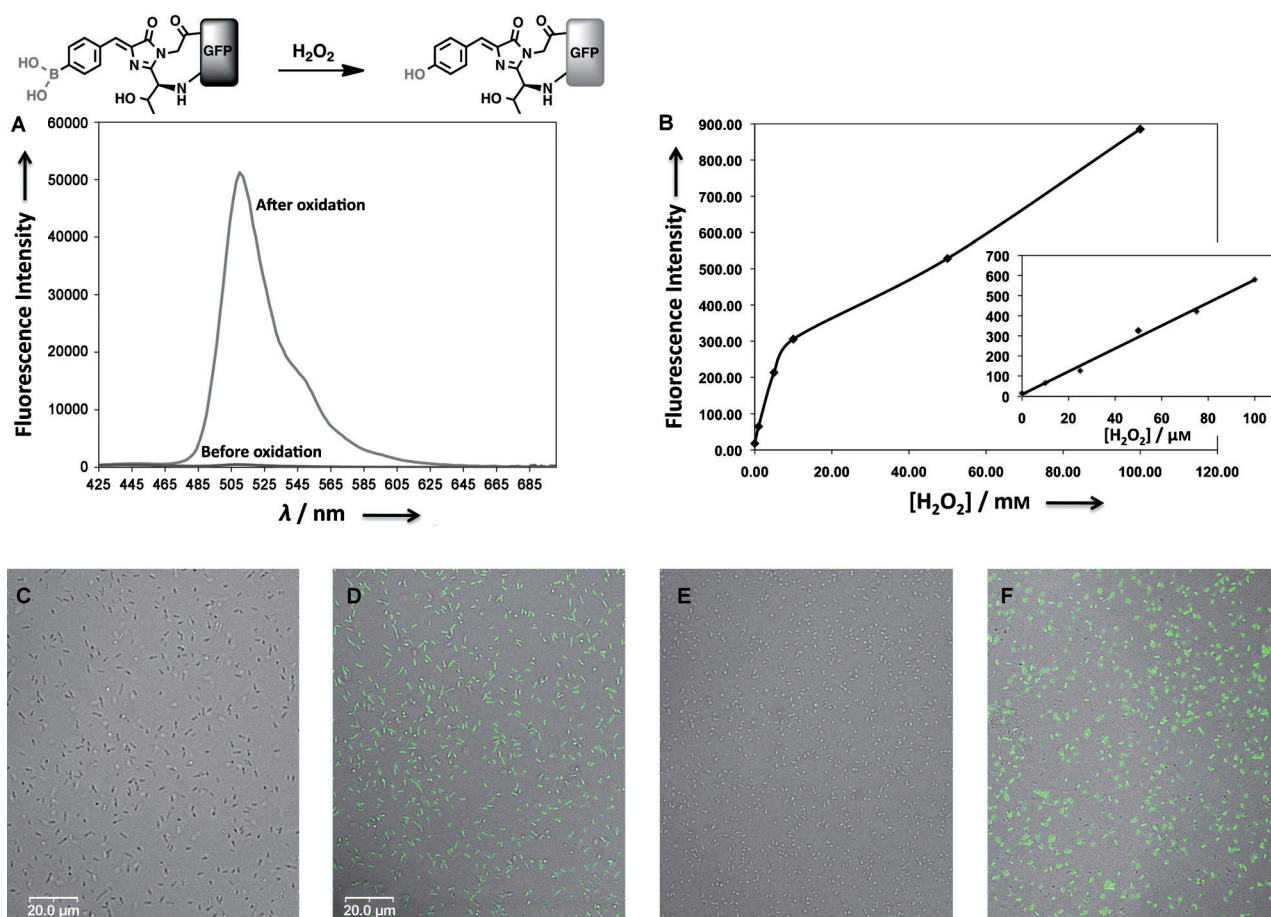 O
O
N
N
GFP
HO
B
HO
HO
N
H
H₂O₂
O
O
N
N
GFP
HO
HO
N
H
A
60000
50000
40000
30000
20000
10000
0
Fluorescence Intensity
After oxidation
Before oxidation
425 445 465 485 505 525 545 565 585 605 625 645 665 685
λ / nm
B
900.00
800.00
700.00
600.00
500.00
400.00
300.00
200.00
100.00
0.00
Fluorescence Intensity
0.00 20.00 40.00 60.00 80.00 100.00 120.00
[H₂O₂] / mM
700
600
500
400
300
200
100
0
0 20 40 60 80 100
[H₂O₂] / μM
C
20.0 μm
D
20.0 μm
E
F